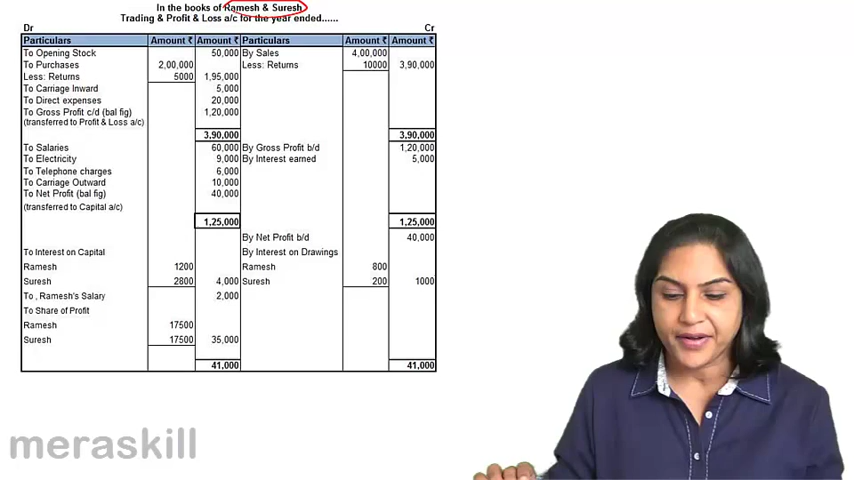 In the books of Ramesh & Suresh
Trading & Profit & Loss a/c for the year ended......
Dr Cr
Particulars Amount ₹ Amount ₹ Particulars Amount ₹ Amount ₹
To Opening Stock 50,000 By Sales 4,00,000
To Purchases 2,00,000 Less: Returns 10000 3,90,000
Less: Returns 5000 1,95,000
To Carriage Inward 5,000
To Direct expenses 20,000
To Gross Profit c/d (bal fig) 1,20,000
(transferred to Profit & Loss a/c)
3,90,000 3,90,000
To Salaries 60,000 By Gross Profit b/d 1,20,000
To Electricity 9,000 By Interest earned 5,000
To Telephone charges 6,000
To Carriage Outward 10,000
To Net Profit (bal fig) 40,000
(transferred to Capital a/c)
1,25,000 1,25,000
By Net Profit b/d 40,000
To Interest on Capital By Interest on Drawings
Ramesh 1200 Ramesh 800
Suresh 2800 4,000 Suresh 200 1000
To , Ramesh's Salary 2,000
To Share of Profit
Ramesh 17500
Suresh 17500 35,000
41,000 41,000
meraskill